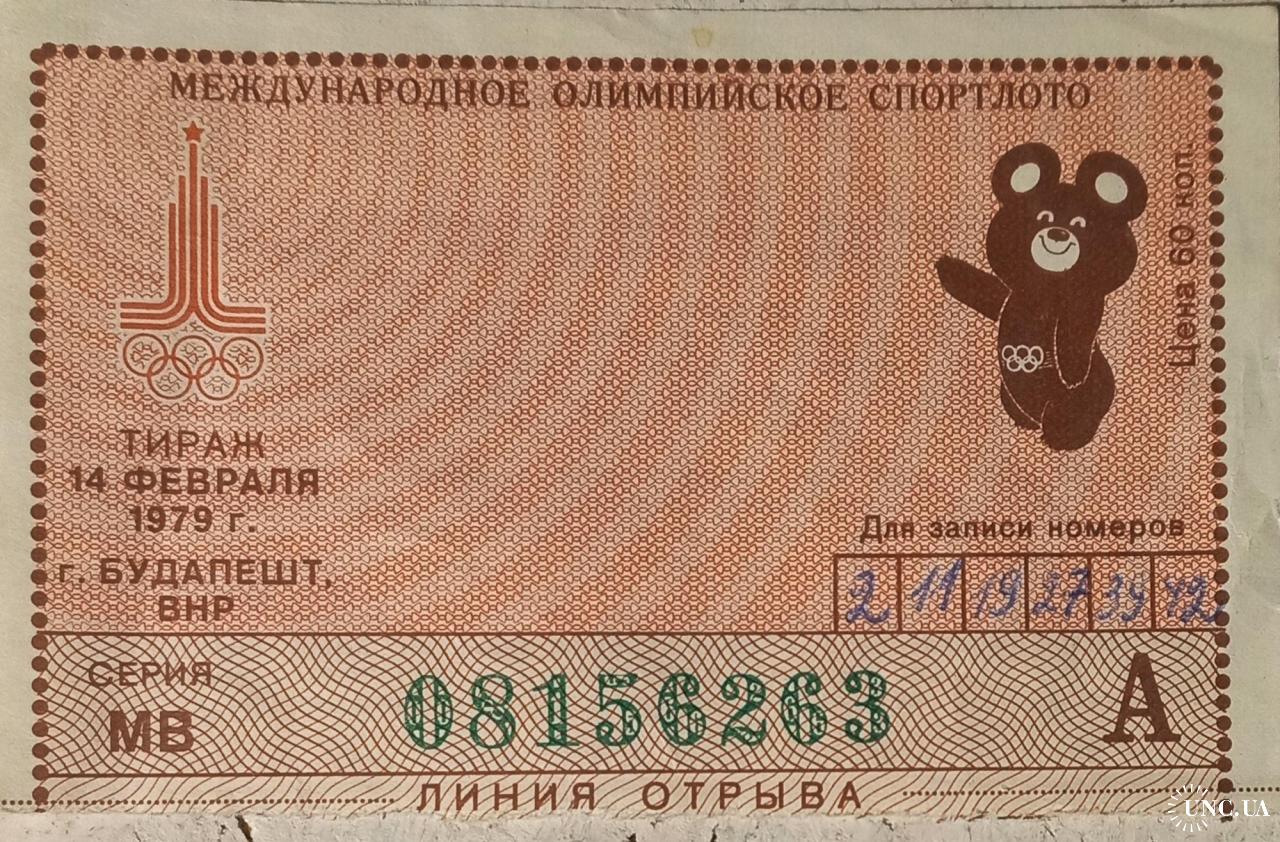 МЕЖДУНАРОДНОЕ ОЛИМПИЙСКОЕ СПОРТЛОТО
Цена 60 коп.
ТИРАЖ
14 ФЕВРАЛЯ
1979 г.
г. БУДАПЕШТ,
ВНР
Для записи номеров
2 11 19 27 39 42
СЕРИЯ
МВ
08156263
А
ЛИНИЯ ОТРЫВА
UNC.UA